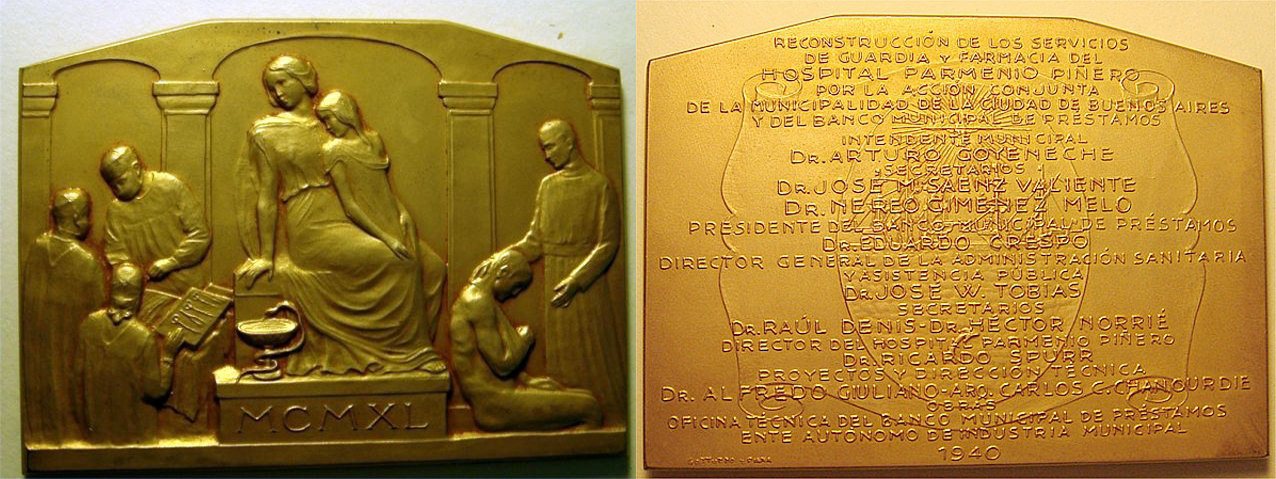 MCMXL
RECONSTRUCCIÓN DE LOS SERVICIOS
DE GUARDIA Y FARMACIA DEL
HOSPITAL PARMENIO PIÑERO
POR LA ACCIÓN CONJUNTA
DE LA MUNICIPALIDAD DE LA CIUDAD DE BUENOS AIRES
Y DEL BANCO MUNICIPAL DE PRÉSTAMOS
INTENDENTE MUNICIPAL
DR. ARTURO GOYENECHE
SECRETARIOS
DR. JOSÉ M. SAENZ VALIENTE
DR. NEREO GIMÉNEZ MELO
PRESIDENTE DEL BANCO MUNICIPAL DE PRÉSTAMOS
DR. EDUARDO CRESPO
DIRECTOR GENERAL DE LA ADMINISTRACIÓN SANITARIA
Y ASISTENCIA PÚBLICA
DR. JOSÉ W. TOBIAS
SECRETARIOS
DR. RAÚL DENIS-DR. HÉCTOR NORRIÉ
DIRECTOR DEL HOSPITAL PARMENIO PIÑERO
DR. RICARDO SPURR
PROYECTOS Y DIRECCIÓN TÉCNICA
DR. ALFREDO GIULIANO-ARQ. CARLOS C. CHANOURDIE
OBRAS
OFICINA TÉCNICA DEL BANCO MUNICIPAL DE PRÉSTAMOS
ENTE AUTÓNOMO DE INDUSTRIA MUNICIPAL
1940